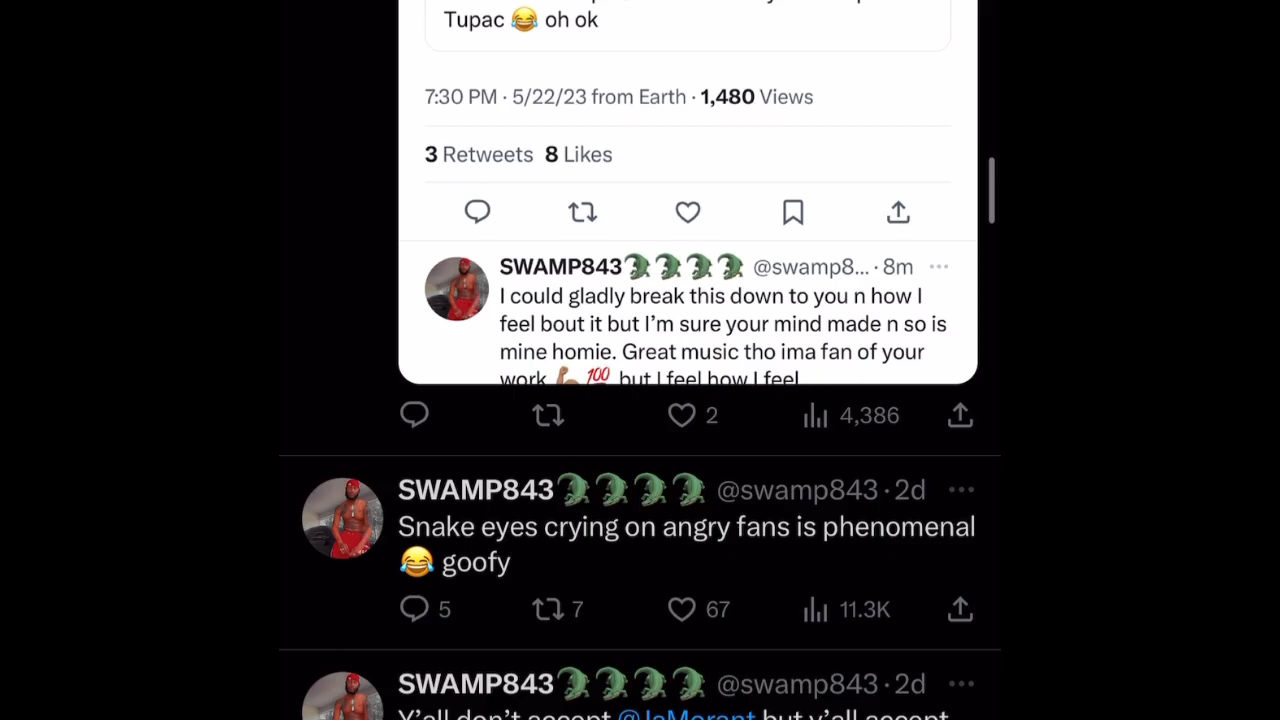 Tupac 😂 oh ok
7:30 PM · 5/22/23 from Earth · 1,480 Views
3 Retweets 8 Likes
SWAMP843🐊🐊🐊🐊 @swamp8... · 8m
I could gladly break this down to you n how I
feel bout it but I’m sure your mind made n so is
mine homie. Great music tho ima fan of your
work 💪🏽 💯 but I feel how I feel
2 4,386
SWAMP843🐊🐊🐊🐊 @swamp843 · 2d
Snake eyes crying on angry fans is phenomenal
😂 goofy
5 7 67 11.3K
SWAMP843🐊🐊🐊🐊 @swamp843 · 2d
Y’all don’t accept @JaMorant but y’all accept